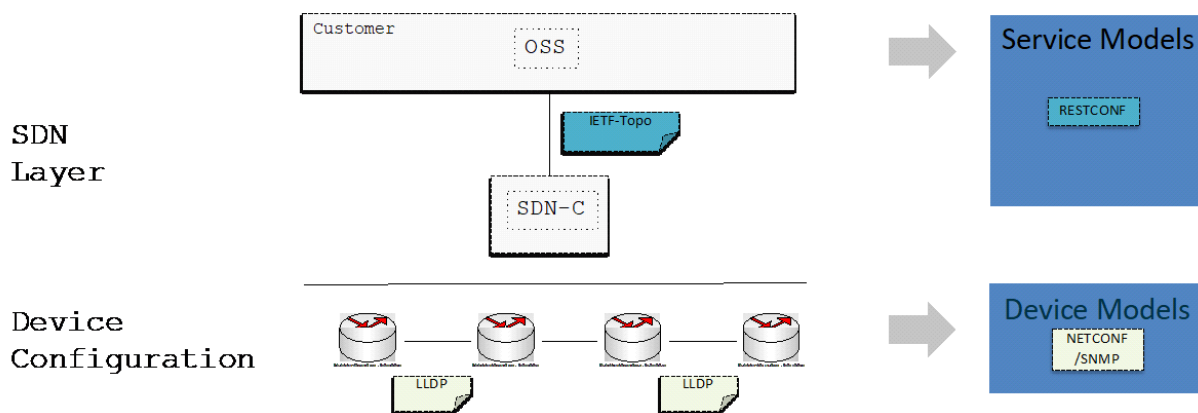 Customer
OSS
Service Models
RESTCONF
IETF-Topo
SDN
Layer
SDN-C
Device
Configuration
Device Models
NETCONF
/SNMP
LLDP
LLDP